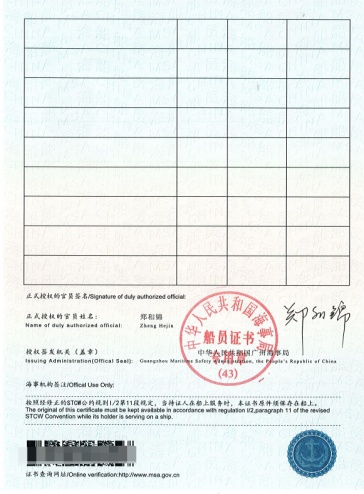 正式授权的官员签名/Signature of duly authorized official:
正式授权的官员姓名: 郑和锦
Name of duly authorized official: Zheng Hejin
授权签发机关（盖章） 中华人民共和国广州海事局
Issuing Administration(Offical Seal): Guangzhou Maritime Safety Administration, the People's Republic of China
中华人民共和国海事局
船员证书
专用章
(43)
郑和锦
海事机构备注/Offical Use Only:
按照经修正的STCW公约规则I/2第11段规定，当持证人在船上服务时，本证书原件须保存在船上。
The original of this certificate must be kept available in accordance with regulation I/2,paragraph 11 of the revised
STCW Convention while its holder is serving on a ship.
证书查询网址/Online verification:http://www.msa.gov.cn